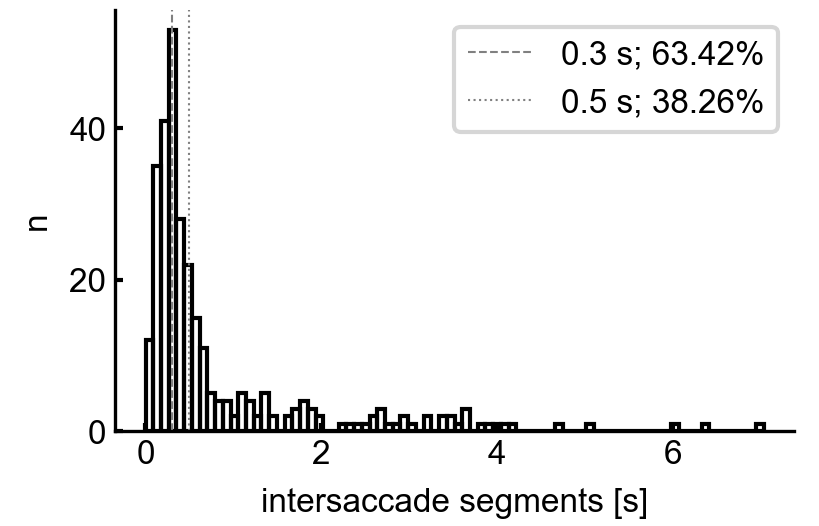 0.3 s; 63.42%
0.5 s; 38.26%
40
20
0
n
0 2 4 6
intersaccade segments [s]